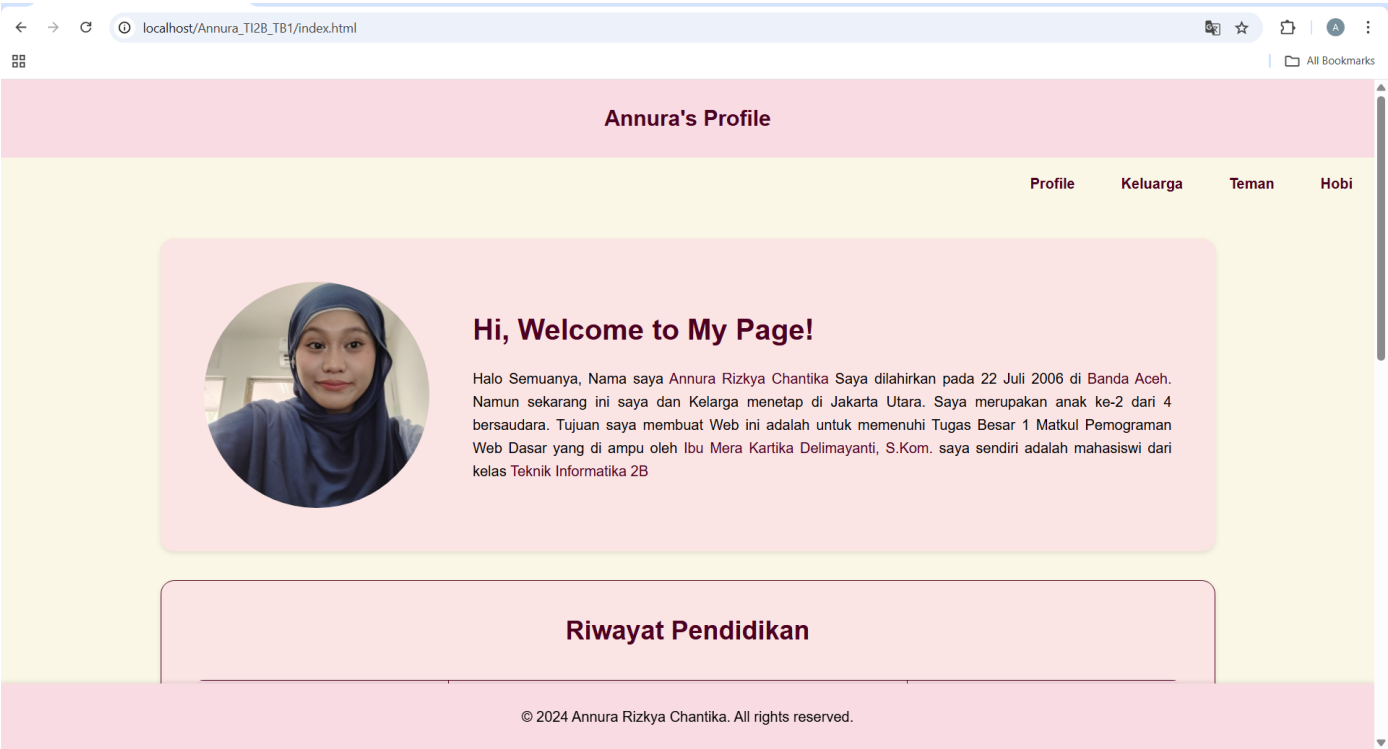 localhost/Annura_TI2B_TB1/index.html
A
All Bookmarks
Annura's Profile
Profile Keluarga Teman Hobi
Hi, Welcome to My Page!
Halo Semuanya, Nama saya Annura Rizkya Chantika Saya dilahirkan pada 22 Juli 2006 di Banda Aceh.
Namun sekarang ini saya dan Kelarga menetap di Jakarta Utara. Saya merupakan anak ke-2 dari 4
bersaudara. Tujuan saya membuat Web ini adalah untuk memenuhi Tugas Besar 1 Matkul Pemograman
Web Dasar yang di ampu oleh Ibu Mera Kartika Delimayanti, S.Kom. saya sendiri adalah mahasiswi dari
kelas Teknik Informatika 2B
Riwayat Pendidikan
© 2024 Annura Rizkya Chantika. All rights reserved.